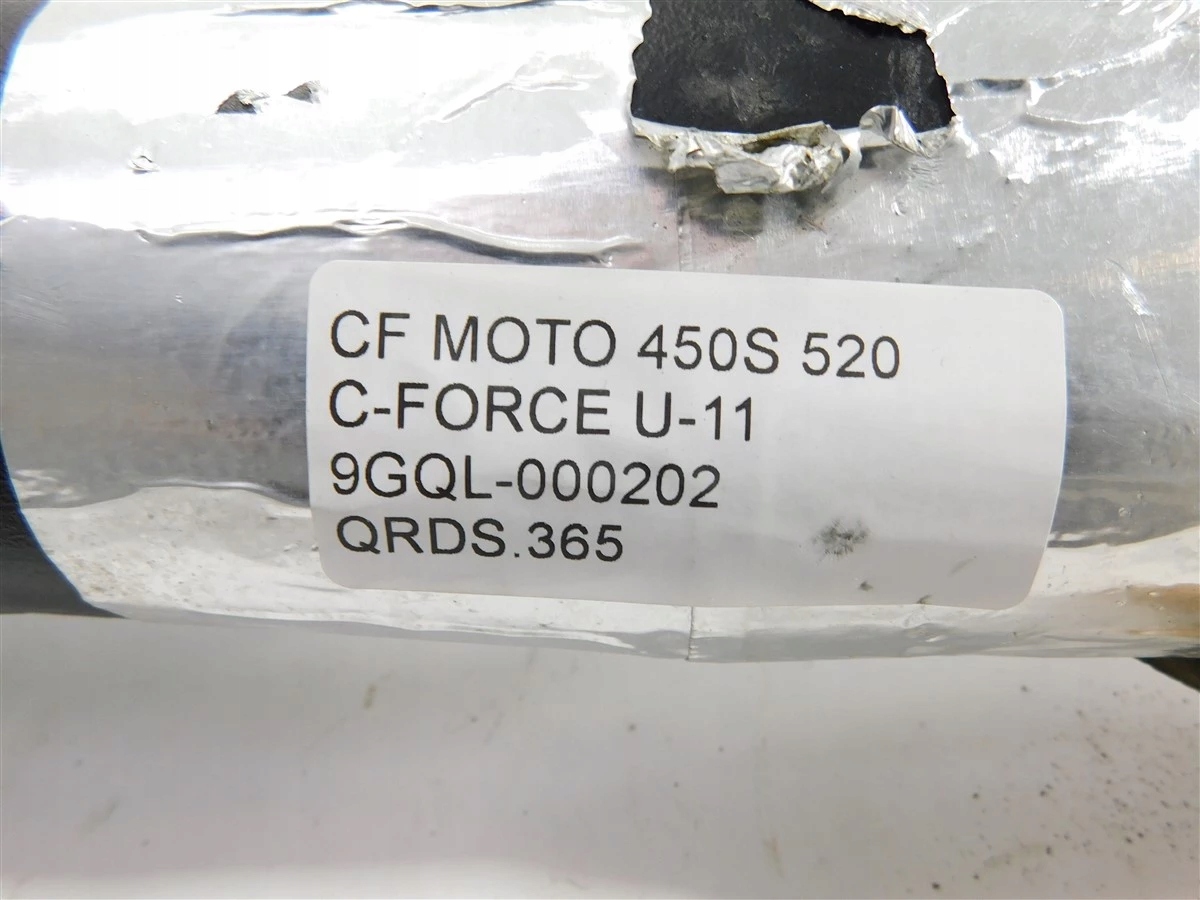 CF MOTO 450S 520
C-FORCE U-11
9GQL-000202
QRDS.365